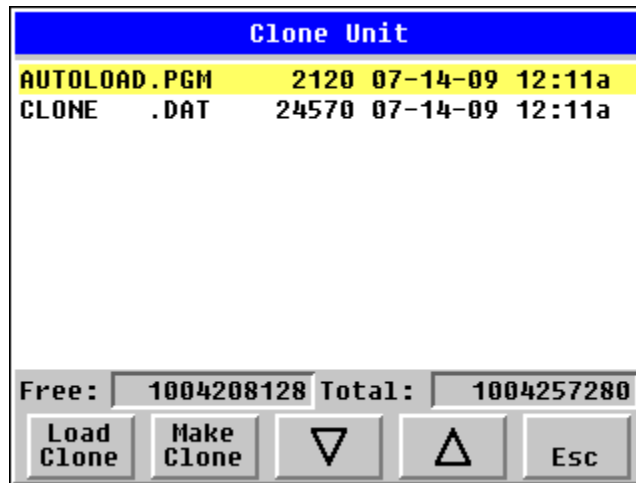 Clone Unit
AUTOLOAD.PGM 2120 07-14-09 12:11a
CLONE .DAT 24570 07-14-09 12:11a
Free: 1004208128 Total: 1004257280
Load Clone Make Clone Esc